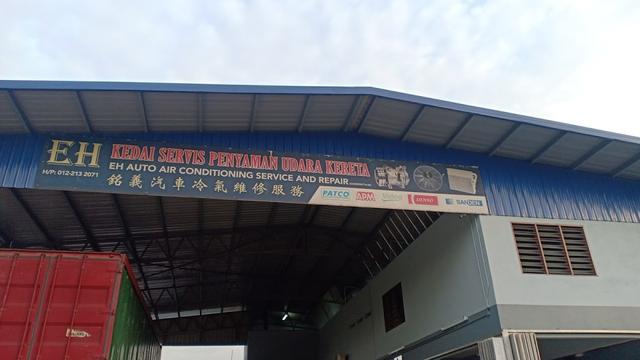 EH
KEDAI SERVIS PENYAMAN UDARA KERETA
EH AUTO AIR CONDITIONING SERVICE AND REPAIR
H/P: 012-213 2071
銘義汽車冷氣維修服務
PATCO APM DENSO SANDEN